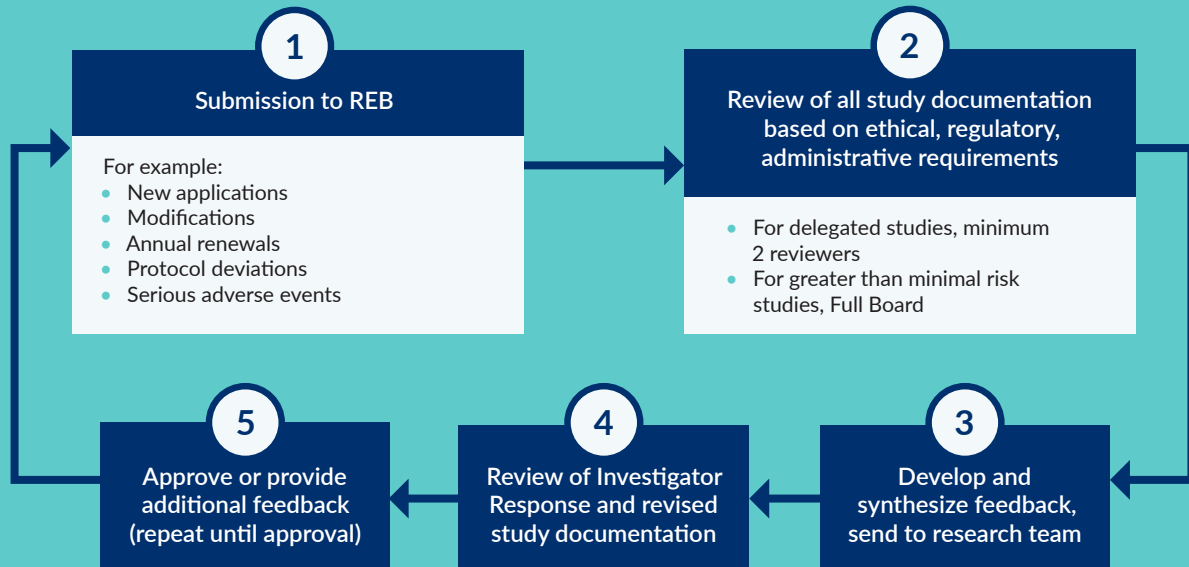 1
Submission to REB
For example:
• New applications
• Modifications
• Annual renewals
• Protocol deviations
• Serious adverse events
2
Review of all study documentation
based on ethical, regulatory,
administrative requirements
• For delegated studies, minimum
2 reviewers
• For greater than minimal risk
studies, Full Board
3
Develop and
synthesize feedback,
send to research team
4
Review of Investigator
Response and revised
study documentation
5
Approve or provide
additional feedback
(repeat until approval)